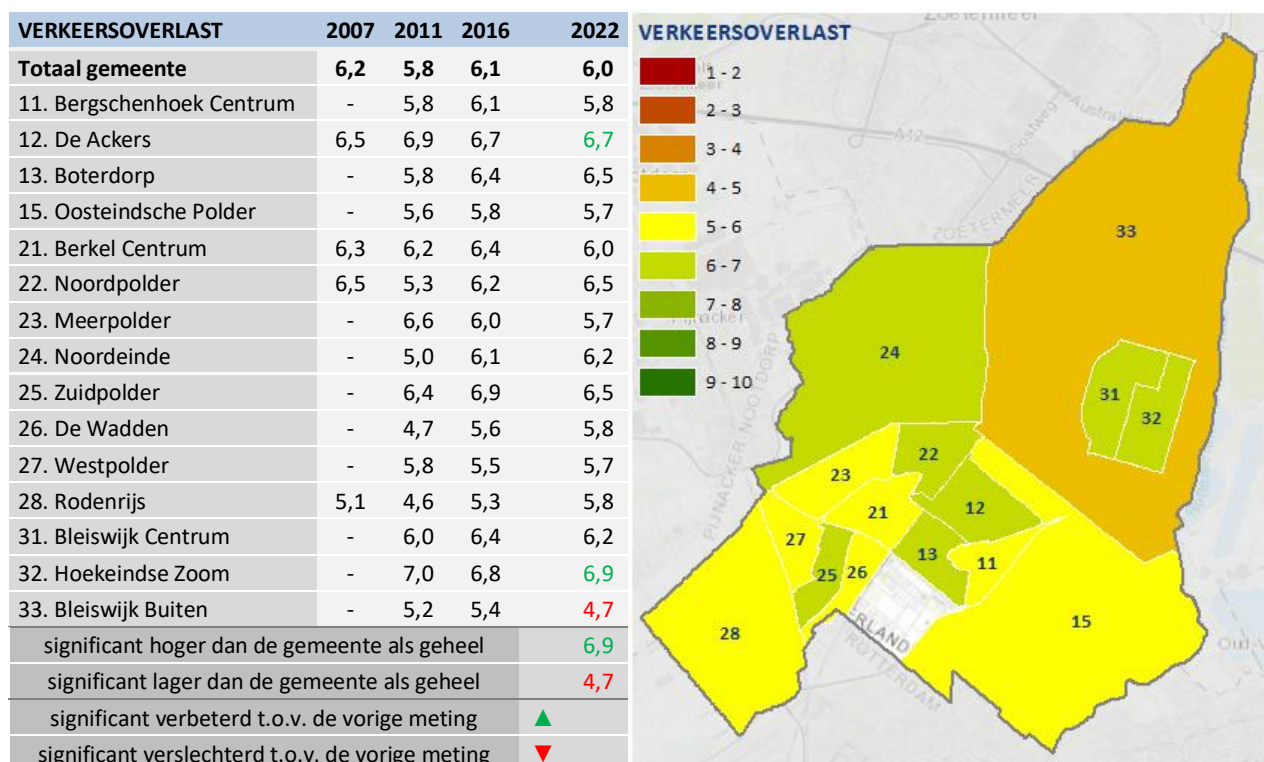 VERKEERSOVERLAST 2007 2011 2016 2022
Totaal gemeente 6,2 5,8 6,1 6,0
11. Bergschenhoek Centrum - 5,8 6,1 5,8
12. De Ackers 6,5 6,9 6,7 6,7
13. Boterdorp - 5,8 6,4 6,5
15. Oosteindsche Polder - 5,6 5,8 5,7
21. Berkel Centrum 6,3 6,2 6,4 6,0
22. Noordpolder 6,5 5,3 6,2 6,5
23. Meerpolder - 6,6 6,0 5,7
24. Noordeinde - 5,0 6,1 6,2
25. Zuidpolder - 6,4 6,9 6,5
26. De Wadden - 4,7 5,6 5,8
27. Westpolder - 5,8 5,5 5,7
28. Rodenrijs 5,1 4,6 5,3 5,8
31. Bleiswijk Centrum - 6,0 6,4 6,2
32. Hoekeindse Zoom - 7,0 6,8 6,9
33. Bleiswijk Buiten - 5,2 5,4 4,7
significant hoger dan de gemeente als geheel 6,9
significant lager dan de gemeente als geheel 4,7
significant verbeterd t.o.v. de vorige meting ▲
significant verslechterd t.o.v. de vorige meting ▼
VERKEERSOVERLAST
1 - 2
2 - 3
3 - 4
4 - 5
5 - 6
6 - 7
7 - 8
8 - 9
9 - 10
Zoetermeer
A12
Oostweg
ZOETERMEER
PIJNACKER-NOOTDORP
33
24
31
32
22
23
12
21
27
13
11
25
26
28
15
ERLAND
ROTTERDAM